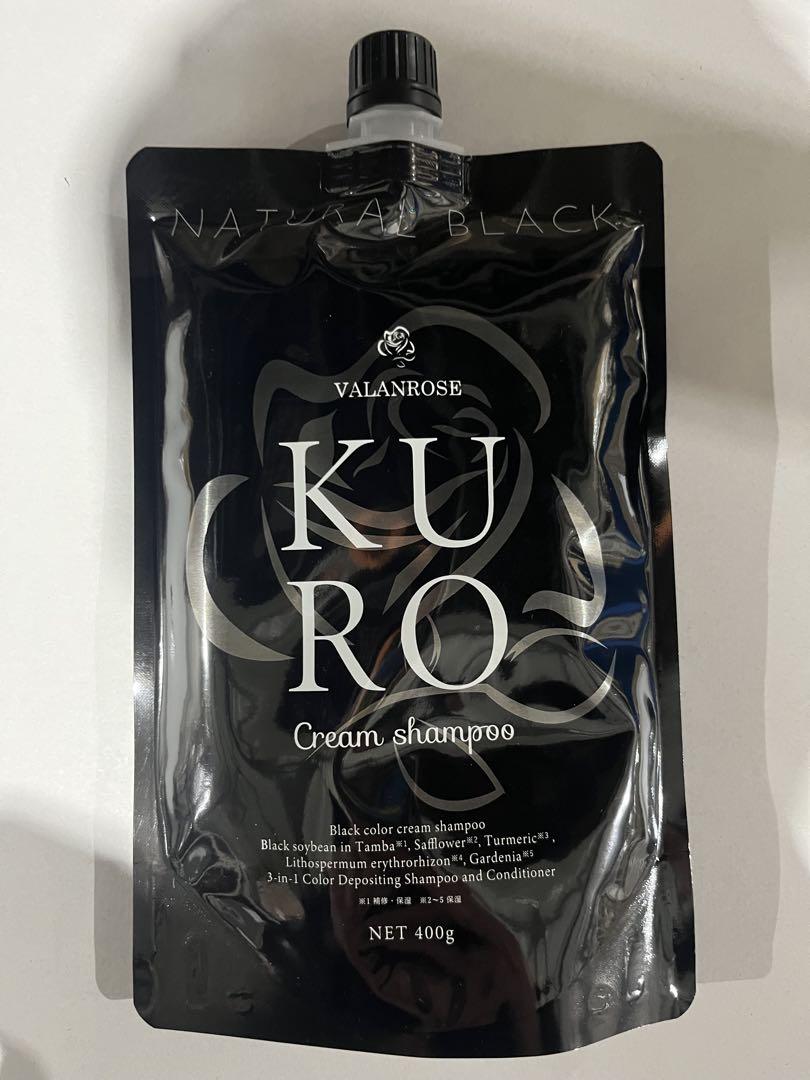 NATURAL BLACK
VALANROSE
KU
RO
Cream shampoo
Black color cream shampoo
Black soybean in Tamba※1, Safflower※2, Turmeric※3,
Lithospermum erythrorhizon※4, Gardenia※5
3-in-1 Color Depositing Shampoo and Conditioner
※1 補修・保湿 ※2～5 保湿
NET 400g